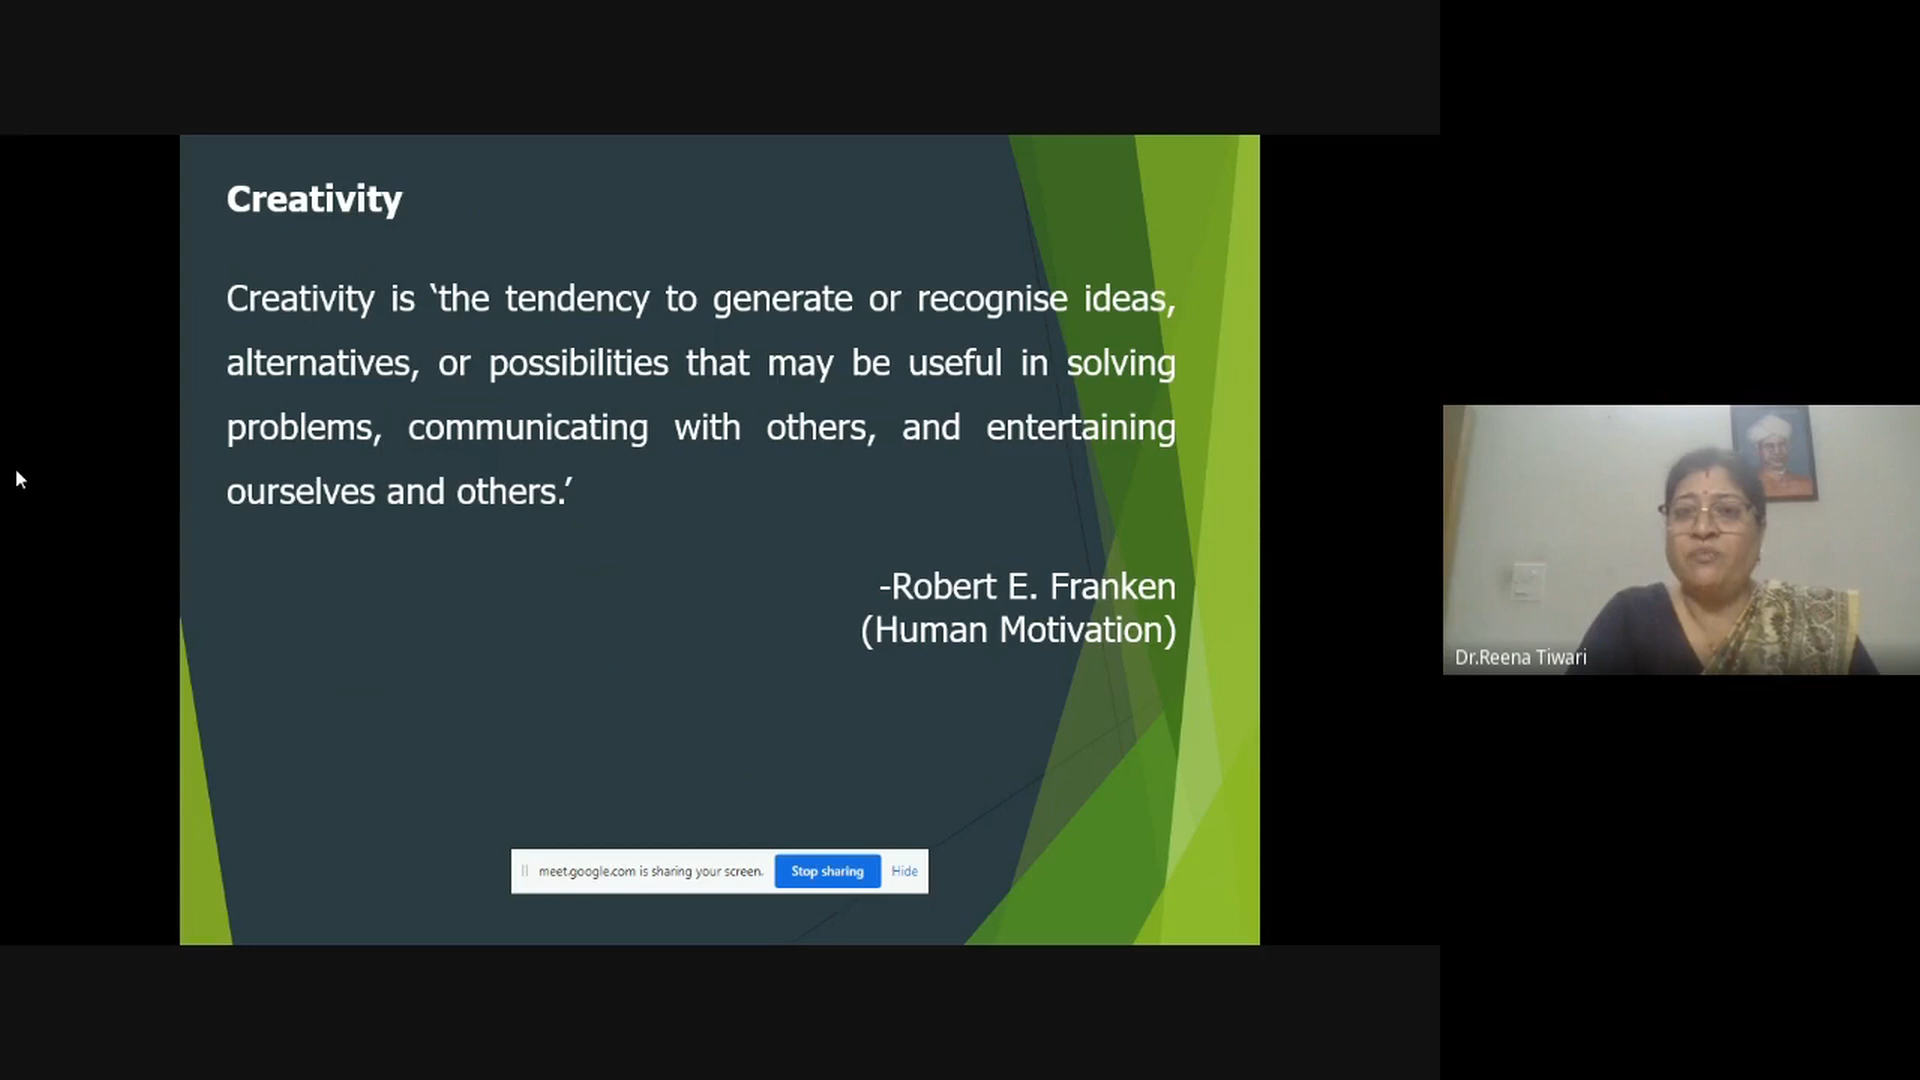 Creativity
Creativity is ‘the tendency to generate or recognise ideas,
alternatives, or possibilities that may be useful in solving
problems, communicating with others, and entertaining
ourselves and others.’
-Robert E. Franken
(Human Motivation)
meet.google.com is sharing your screen.
Stop sharing
Hide
Dr.Reena Tiwari